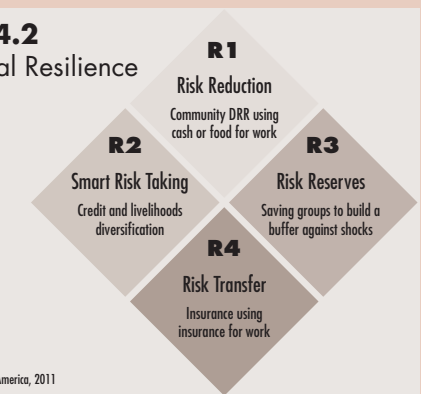 4.2
Resilience
R1
Risk Reduction
Community DRR using
cash or food for work
R2
Smart Risk Taking
Credit and livelihoods
diversification
R3
Risk Reserves
Saving groups to build a
buffer against shocks
R4
Risk Transfer
Insurance using
insurance for work
America, 2011